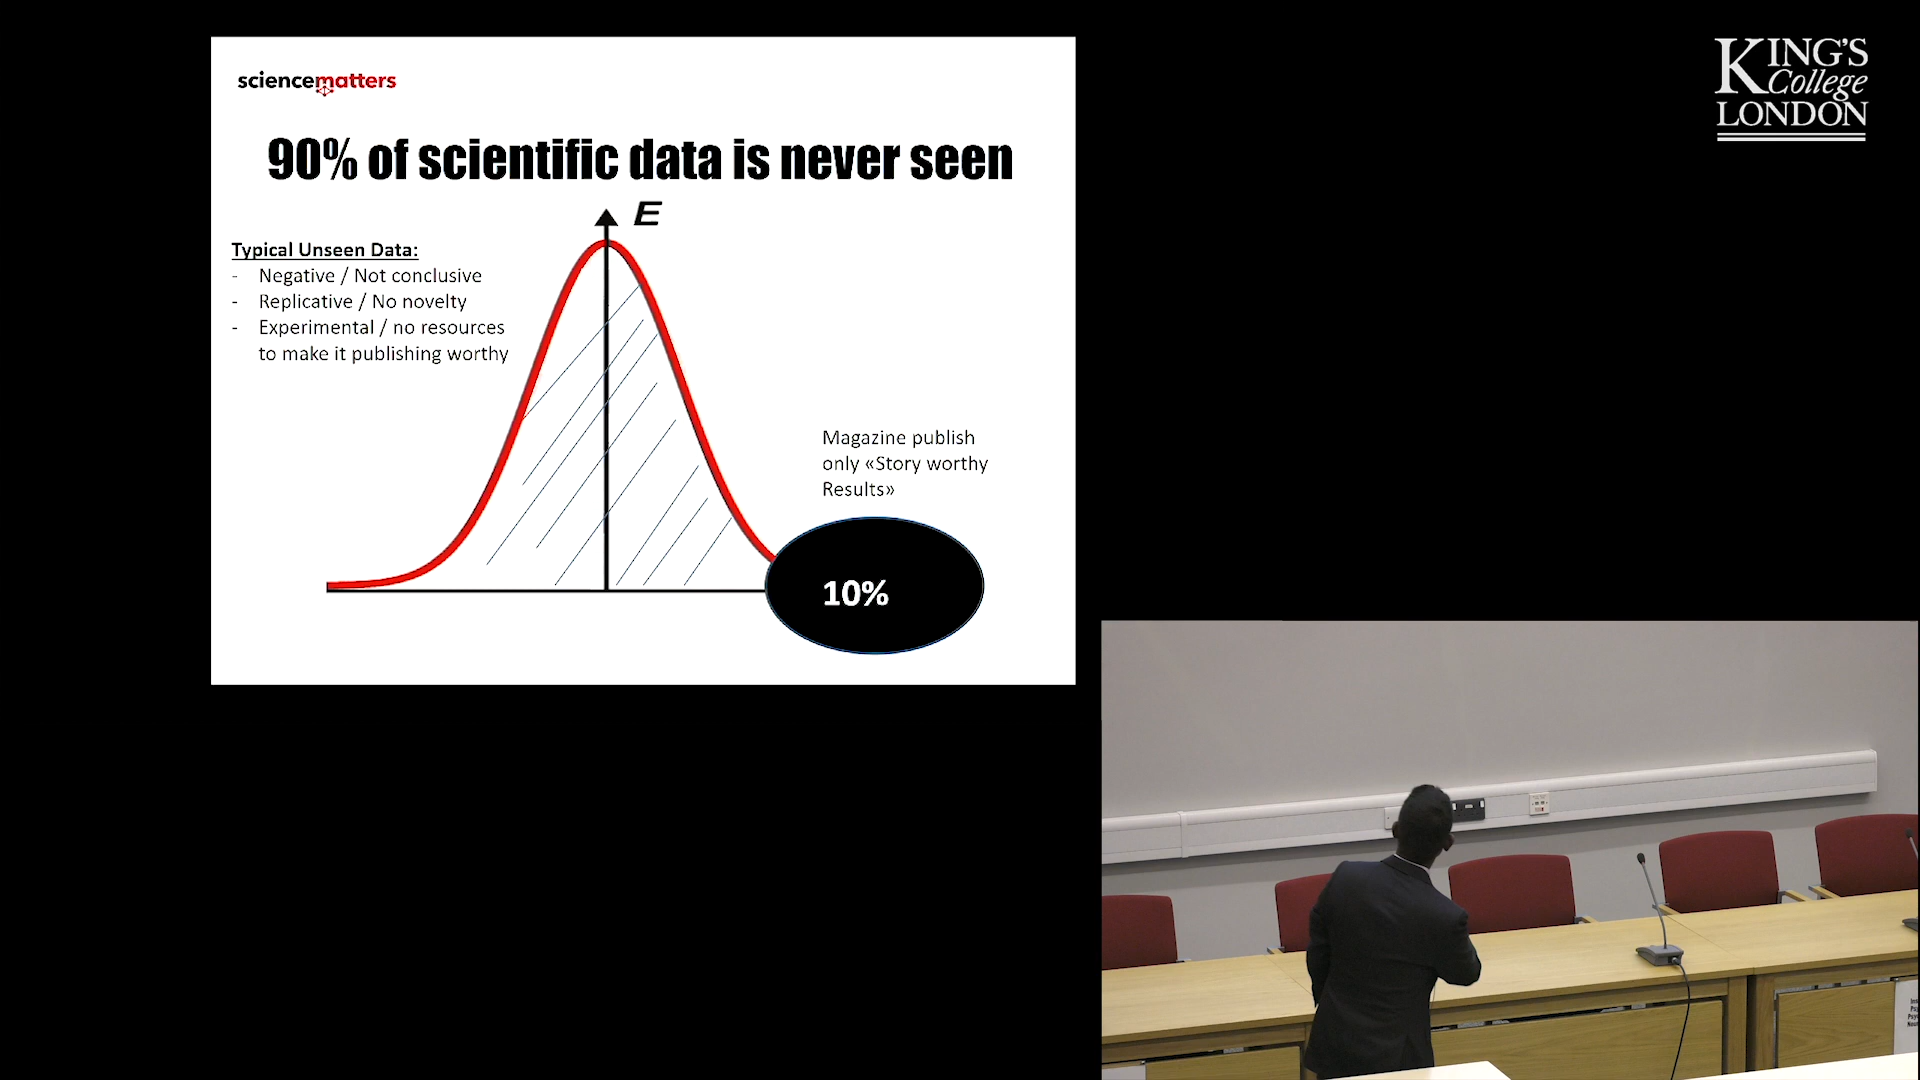 sciencematters
90% of scientific data is never seen
E
Typical Unseen Data:
- Negative / Not conclusive
- Replicative / No novelty
- Experimental / no resources
to make it publishing worthy
Magazine publish
only «Story worthy
Results»
10%
KING'S
College
LONDON